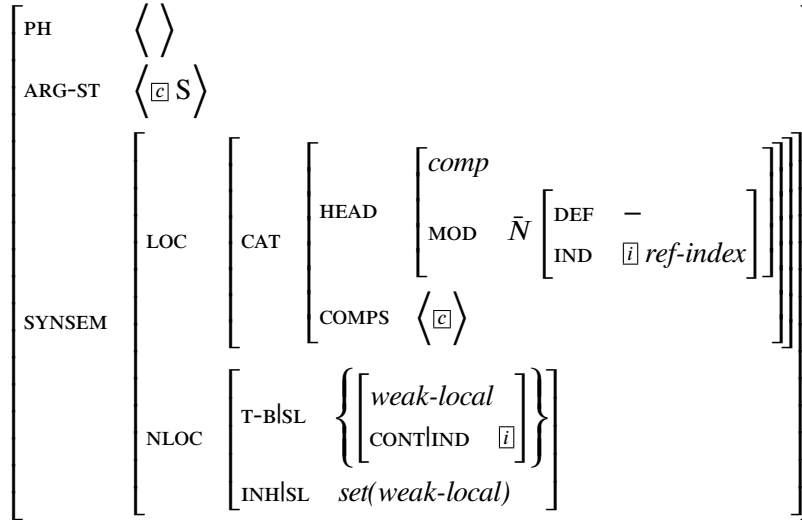 PH ⟨ ⟩
ARG-ST ⟨ c S ⟩
SYNSEM
LOC
CAT
HEAD
comp
MOD N̄
DEF –
IND i ref-index
COMPS ⟨ c ⟩
NLOC
T-B|SL
weak-local
CONT|IND i
INH|SL set(weak-local)